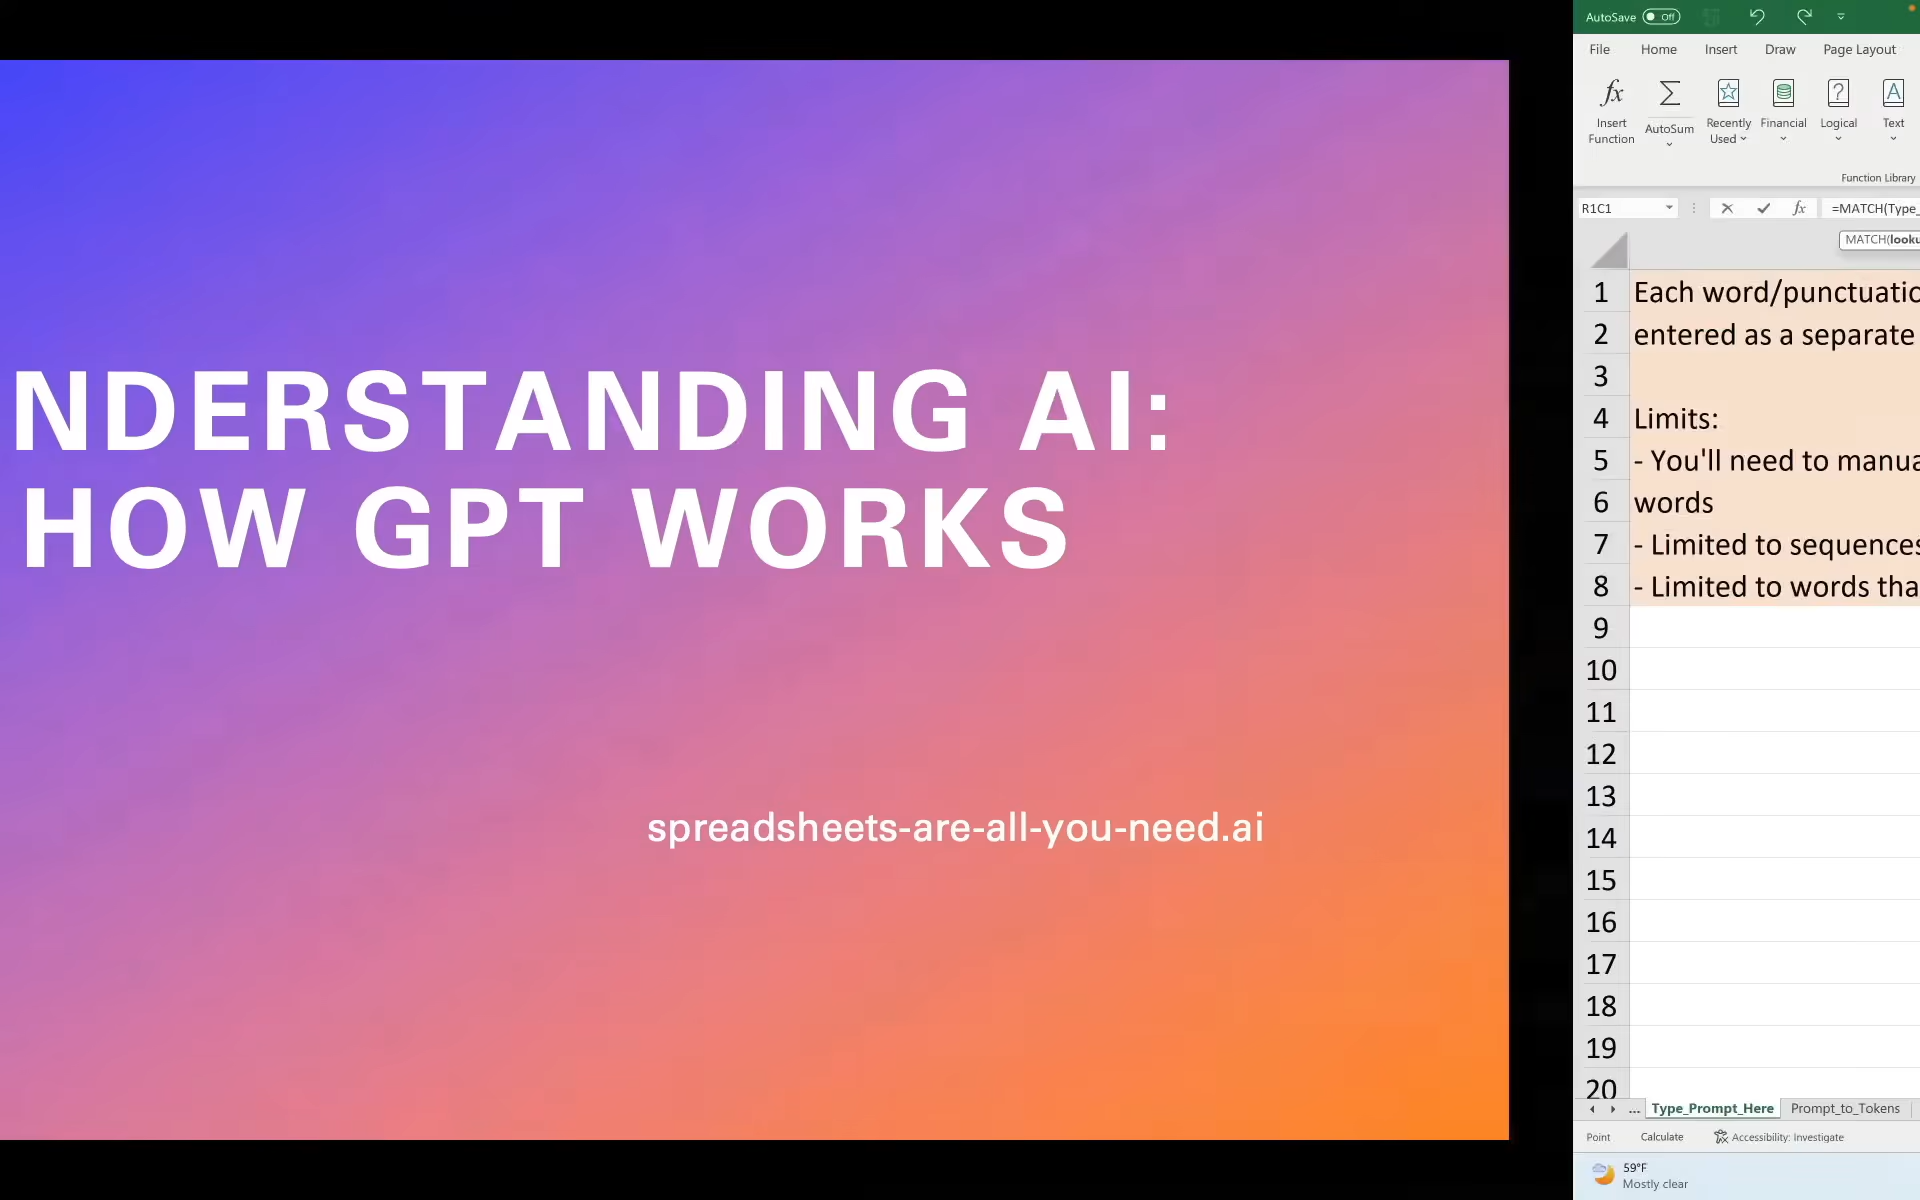 NDERSTANDING AI:
HOW GPT WORKS
spreadsheets-are-all-you-need.ai
AutoSave Off
File Home Insert Draw Page Layout
fx Σ ? A
Insert Function
AutoSum
Recently Used
Financial
Logical
Text
Function Library
R1C1 fx =MATCH(Type_
MATCH(looku
1 Each word/punctuatio
2 entered as a separate
3
4 Limits:
5 - You'll need to manua
6 words
7 - Limited to sequences
8 - Limited to words tha
9
10
11
12
13
14
15
16
17
18
19
20
... Type_Prompt_Here Prompt_to_Tokens
Point Calculate Accessibility: Investigate
59°F
Mostly clear